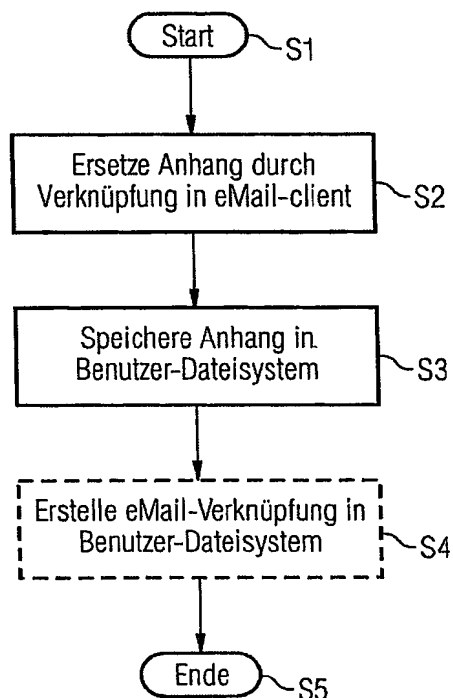 Start
S1
Ersetze Anhang durch
Verknüpfung in eMail-client
S2
Speichere Anhang in
Benutzer-Dateisystem
S3
Erstelle eMail-Verknüpfung in
Benutzer-Dateisystem
S4
Ende
S5